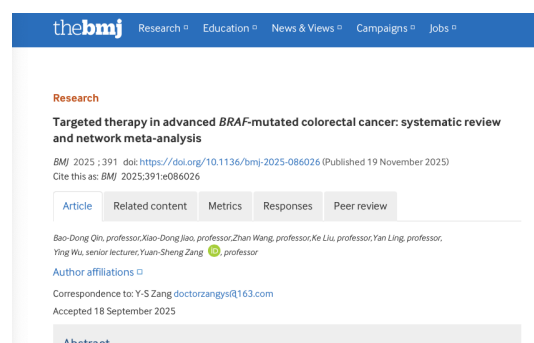 thebmj Research Education News & Views Campaigns Jobs
Research
Targeted therapy in advanced BRAF-mutated colorectal cancer: systematic review
and network meta-analysis
BMJ 2025 ; 391 doi: https://doi.org/10.1136/bmj-2025-086026 (Published 19 November 2025)
Cite this as: BMJ 2025;391:e086026
Article Related content Metrics Responses Peer review
Bao-Dong Qin, professor,Xiao-Dong Jiao, professor,Zhan Wang, professor,Ke Liu, professor,Yan Ling, professor,
Ying Wu, senior lecturer,Yuan-Sheng Zang iD, professor
Author affiliations
Correspondence to: Y-S Zang doctorzangys@163.com
Accepted 18 September 2025
Abstract